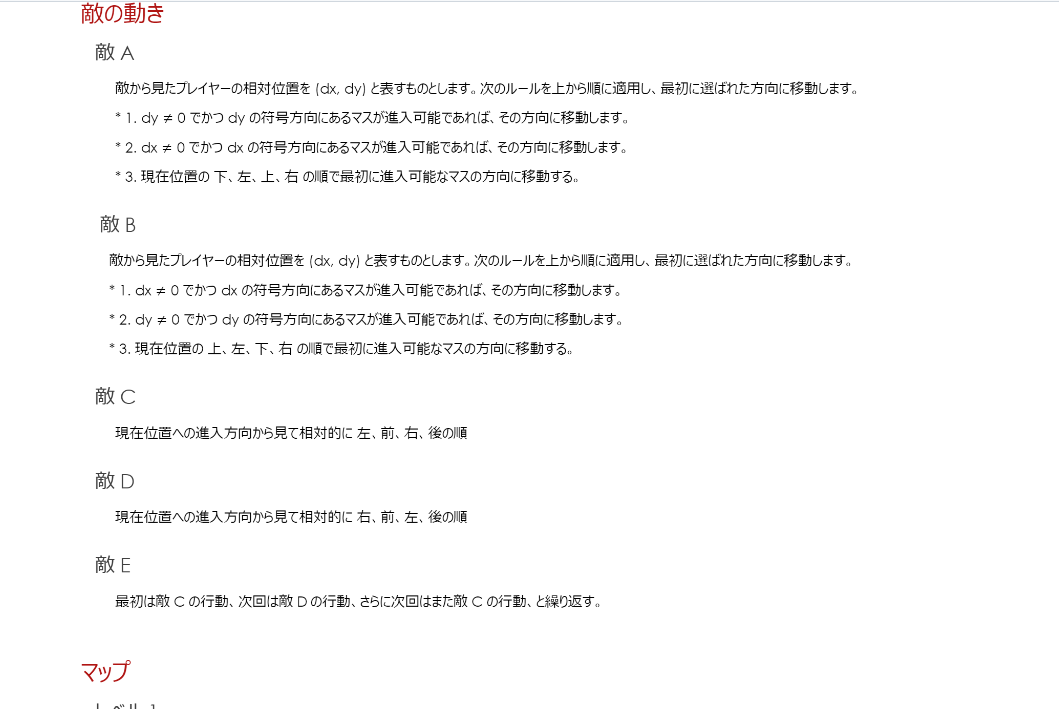 敵の動き
敵 A
敵から見たプレイヤーの相対位置を (dx, dy) と表すものとします。次のルールを上から順に適用し、最初に選ばれた方向に移動します。
* 1. dy ≠ 0 でかつ dy の符号方向にあるマスが進入可能であれば、その方向に移動します。
* 2. dx ≠ 0 でかつ dx の符号方向にあるマスが進入可能であれば、その方向に移動します。
* 3. 現在位置の 下、左、上、右 の順で最初に進入可能なマスの方向に移動する。
敵 B
敵から見たプレイヤーの相対位置を (dx, dy) と表すものとします。次のルールを上から順に適用し、最初に選ばれた方向に移動します。
* 1. dx ≠ 0 でかつ dx の符号方向にあるマスが進入可能であれば、その方向に移動します。
* 2. dy ≠ 0 でかつ dy の符号方向にあるマスが進入可能であれば、その方向に移動します。
* 3. 現在位置の 上、左、下、右 の順で最初に進入可能なマスの方向に移動する。
敵 C
現在位置への進入方向から見て相対的に 左、前、右、後の順
敵 D
現在位置への進入方向から見て相対的に 右、前、左、後の順
敵 E
最初は敵 C の行動、次回は敵 D の行動、さらに次回はまた敵 C の行動、と繰り返す。
マップ
レベル 1